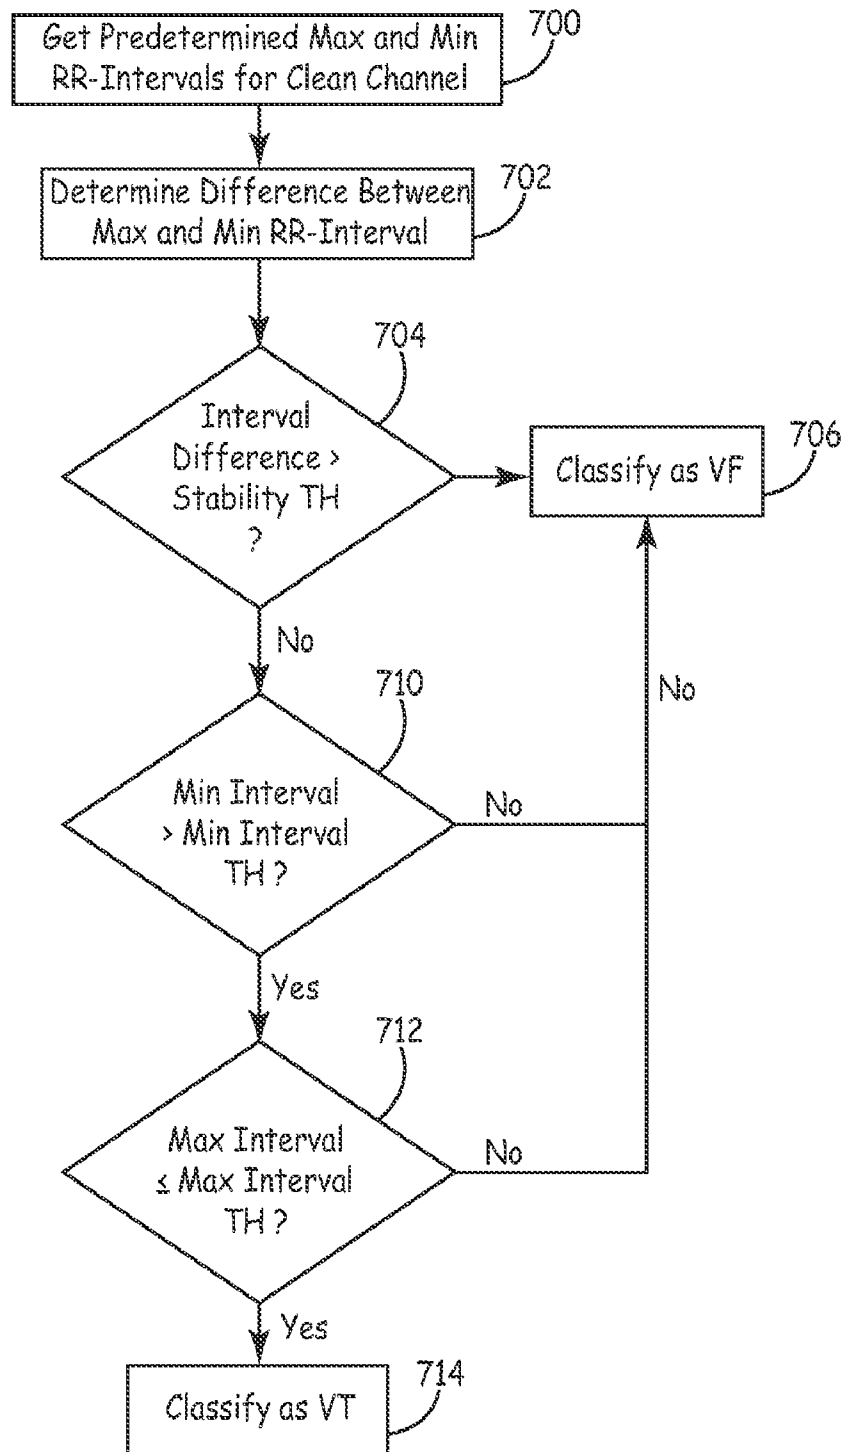 700
Get Predetermined Max and Min
RR-Intervals for Clean Channel
702
Determine Difference Between
Max and Min RR-Interval
704
Interval
Difference >
Stability TH
?
706
Classify as VF
No
710
No
Min Interval
> Min Interval
TH ?
No
Yes
712
Max Interval
≤ Max Interval
TH ?
No
Yes
714
Classify as VT